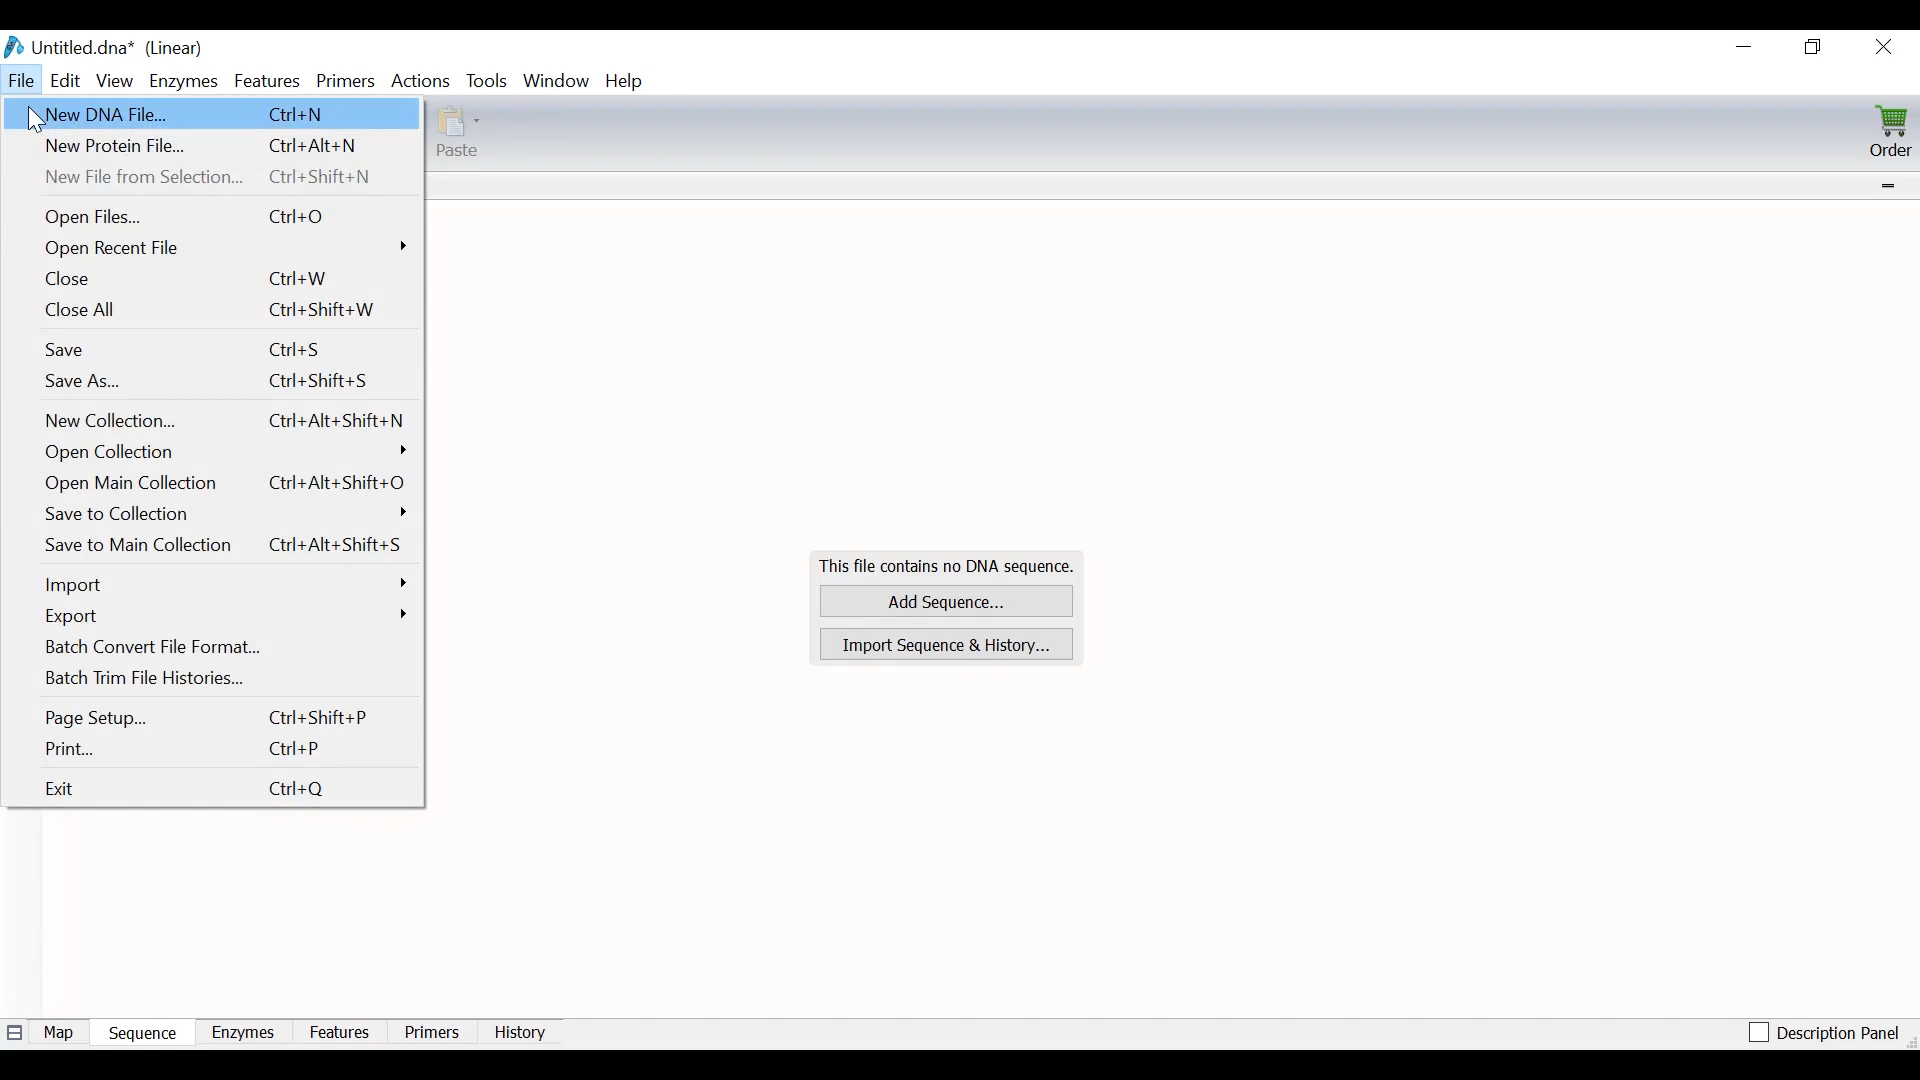 Untitled.dna* (Linear)
File Edit View Enzymes Features Primers Actions Tools Window Help
New DNA File... Ctrl+N
New Protein File... Ctrl+Alt+N
New File from Selection... Ctrl+Shift+N
Open Files... Ctrl+O
Open Recent File
Close Ctrl+W
Close All Ctrl+Shift+W
Save Ctrl+S
Save As... Ctrl+Shift+S
New Collection... Ctrl+Alt+Shift+N
Open Collection
Open Main Collection Ctrl+Alt+Shift+O
Save to Collection
Save to Main Collection Ctrl+Alt+Shift+S
Import
Export
Batch Convert File Format...
Batch Trim File Histories...
Page Setup... Ctrl+Shift+P
Print... Ctrl+P
Exit Ctrl+Q
Paste
Order
This file contains no DNA sequence.
Add Sequence...
Import Sequence & History...
Map Sequence Enzymes Features Primers History Description Panel